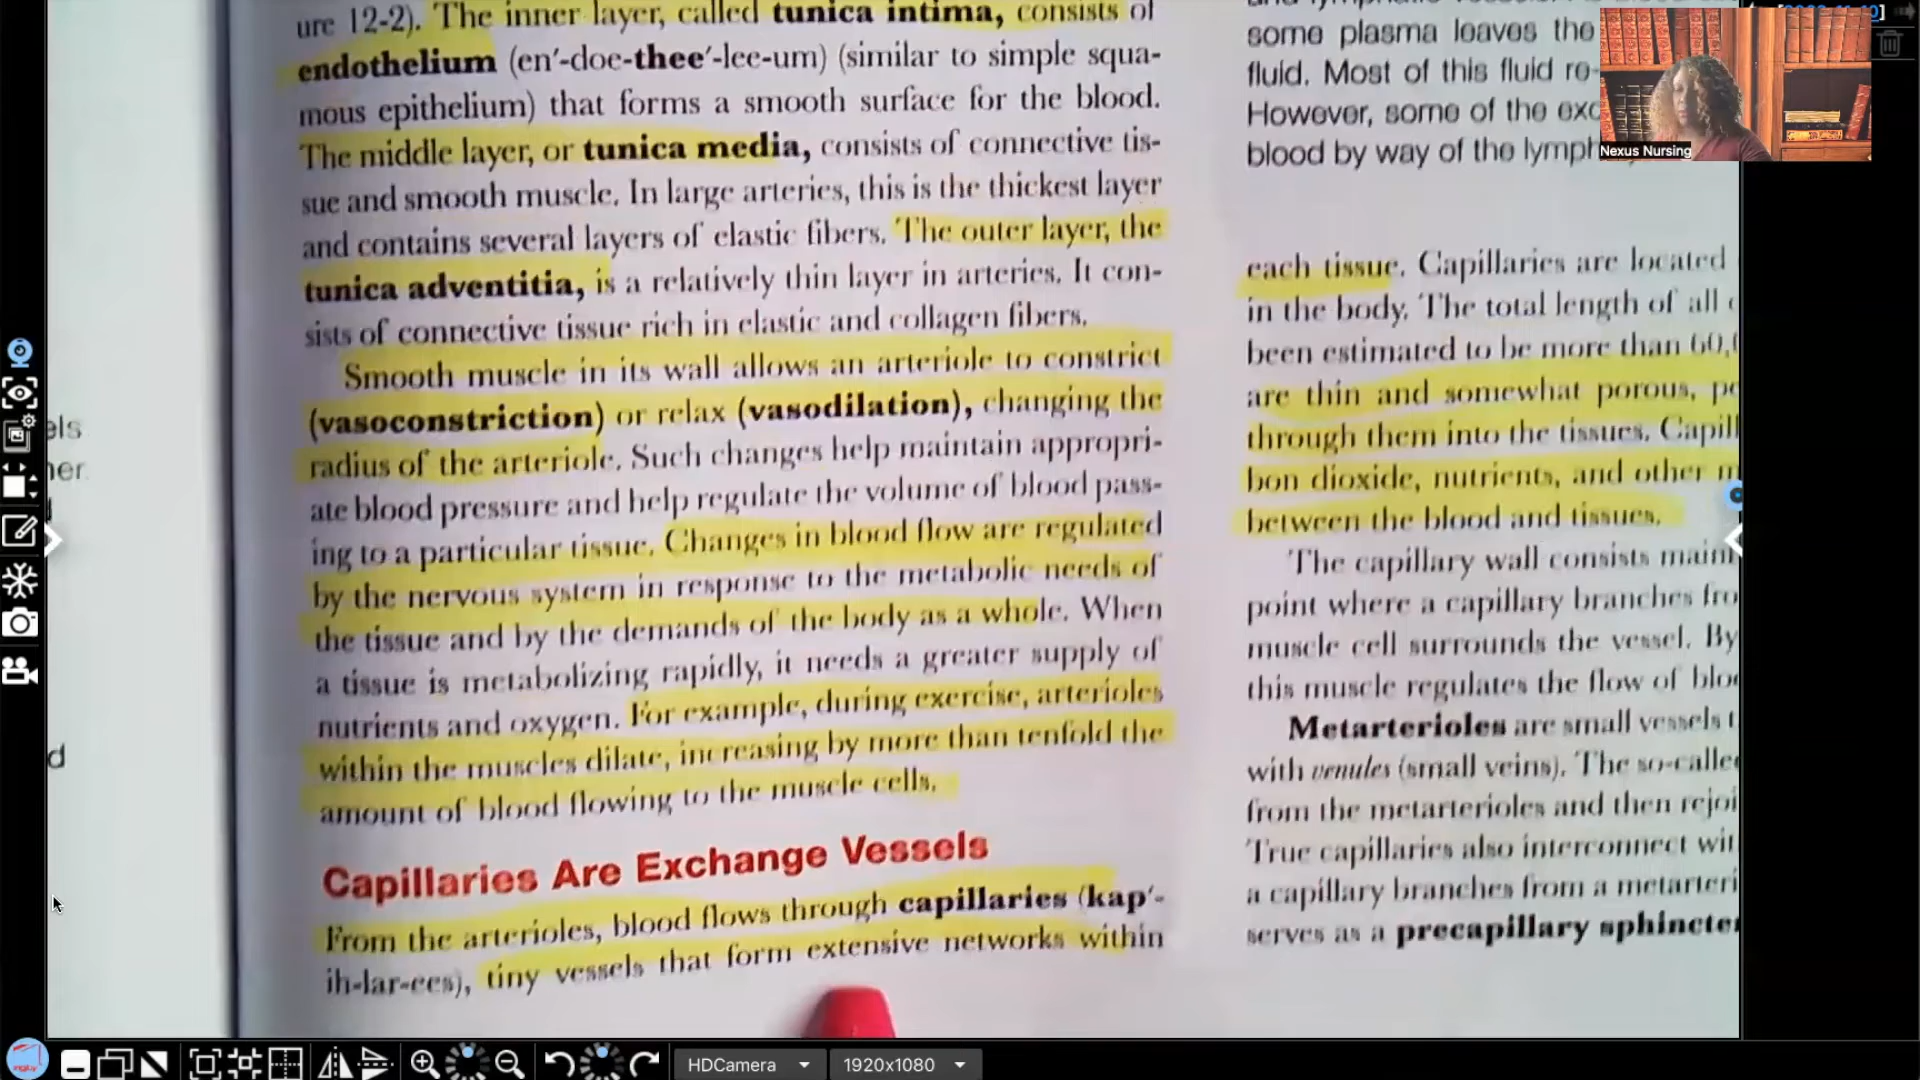 ure 12-2). The inner layer, called tunica intima, consists of
endothelium (en′-doe-thee′-lee-um) (similar to simple squa-
mous epithelium) that forms a smooth surface for the blood.
The middle layer, or tunica media, consists of connective tis-
sue and smooth muscle. In large arteries, this is the thickest layer
and contains several layers of elastic fibers. The outer layer, the
tunica adventitia, is a relatively thin layer in arteries. It con-
sists of connective tissue rich in elastic and collagen fibers.
Smooth muscle in its wall allows an arteriole to constrict
(vasoconstriction) or relax (vasodilation), changing the
radius of the arteriole. Such changes help maintain appropri-
ate blood pressure and help regulate the volume of blood pass-
ing to a particular tissue. Changes in blood flow are regulated
by the nervous system in response to the metabolic needs of
the tissue and by the demands of the body as a whole. When
a tissue is metabolizing rapidly, it needs a greater supply of
nutrients and oxygen. For example, during exercise, arterioles
within the muscles dilate, increasing by more than tenfold the
amount of blood flowing to the muscle cells.
Capillaries Are Exchange Vessels
From the arterioles, blood flows through capillaries (kap′-
ih-lar-ees), tiny vessels that form extensive networks within
some plasma leaves the
fluid. Most of this fluid re-
However, some of the exc
blood by way of the lymph
each tissue. Capillaries are located
in the body. The total length of all
been estimated to be more than 60,
are thin and somewhat porous, pe
through them into the tissues. Capill
bon dioxide, nutrients, and other m
between the blood and tissues.
The capillary wall consists main
point where a capillary branches fro
muscle cell surrounds the vessel. By
this muscle regulates the flow of bloo
Metarterioles are small vessels t
with venules (small veins). The so-calle
from the metarterioles and then rejoi
True capillaries also interconnect wit
a capillary branches from a metarteri
serves as a precapillary sphincter
els
ner.
d
Nexus Nursing
HDCamera
1920x1080